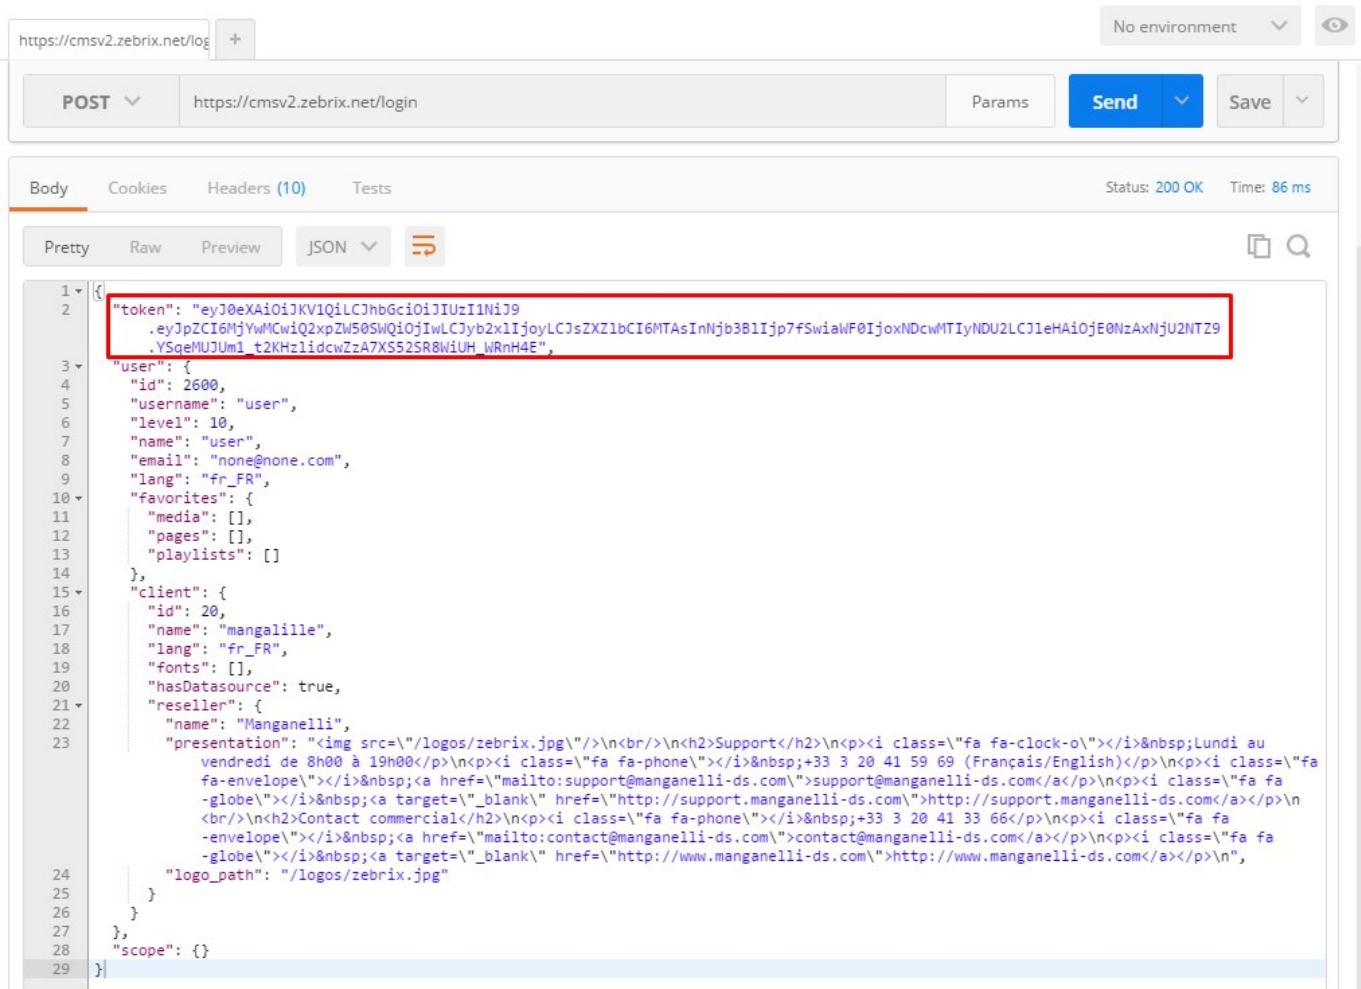 No environment
https://cmsv2.zebrix.net/log
+
POST
https://cmsv2.zebrix.net/login
Params
Send
Save
Body
Cookies
Headers (10)
Tests
Status: 200 OK
Time: 86 ms
Pretty
Raw
Preview
JSON
1 {
2 "token": "eyJ0eXAiOiJKV1QiLCJhbGciOiJIUzI1NiJ9
.eyJpZCI6MjYwMCwiQ2xpZW50SWQiOjIwLCJyb2xlIjoyLCJsZXZlbCI6MTAsInNjb3BlIjp7fSwiaWF0IjoxNDcwMTIyNDU2LCJleHAiOjE0NzAxNjU2NTZ9
.YSqeMUJUm1_t2KHzlidcwZzA7XS52SR8WiUH_WRnH4E",
3 "user": {
4 "id": 2600,
5 "username": "user",
6 "level": 10,
7 "name": "user",
8 "email": "none@none.com",
9 "lang": "fr_FR",
10 "favorites": {
11 "media": [],
12 "pages": [],
13 "playlists": []
14 },
15 "client": {
16 "id": 20,
17 "name": "mangalille",
18 "lang": "fr_FR",
19 "fonts": [],
20 "hasDatasource": true,
21 "reseller": {
22 "name": "Manganelli",
23 "presentation": "<img src=\"/logos/zebrix.jpg\"/>\n<br/>\n<h2>Support</h2>\n<p><i class=\"fa fa-clock-o\"></i>&nbsp;Lundi au
vendredi de 8h00 à 19h00</p>\n<p><i class=\"fa fa-phone\"></i>&nbsp;+33 3 20 41 59 69 (Français/English)</p>\n<p><i class=\"fa
fa-envelope\"></i>&nbsp;<a href=\"mailto:support@manganelli-ds.com\">support@manganelli-ds.com</a</p>\n<p><i class=\"fa fa
-globe\"></i>&nbsp;<a target=\"_blank\" href=\"http://support.manganelli-ds.com\">http://support.manganelli-ds.com</a></p>\n
<br/>\n<h2>Contact commercial</h2>\n<p><i class=\"fa fa-phone\"></i>&nbsp;+33 3 20 41 33 66</p>\n<p><i class=\"fa fa
-envelope\"></i>&nbsp;<a href=\"mailto:contact@manganelli-ds.com\">contact@manganelli-ds.com</a></p>\n<p><i class=\"fa fa
-globe\"></i>&nbsp;<a target=\"_blank\" href=\"http://www.manganelli-ds.com\">http://www.manganelli-ds.com</a></p>\n",
24 "logo_path": "/logos/zebrix.jpg"
25 }
26 }
27 },
28 "scope": {}
29 }